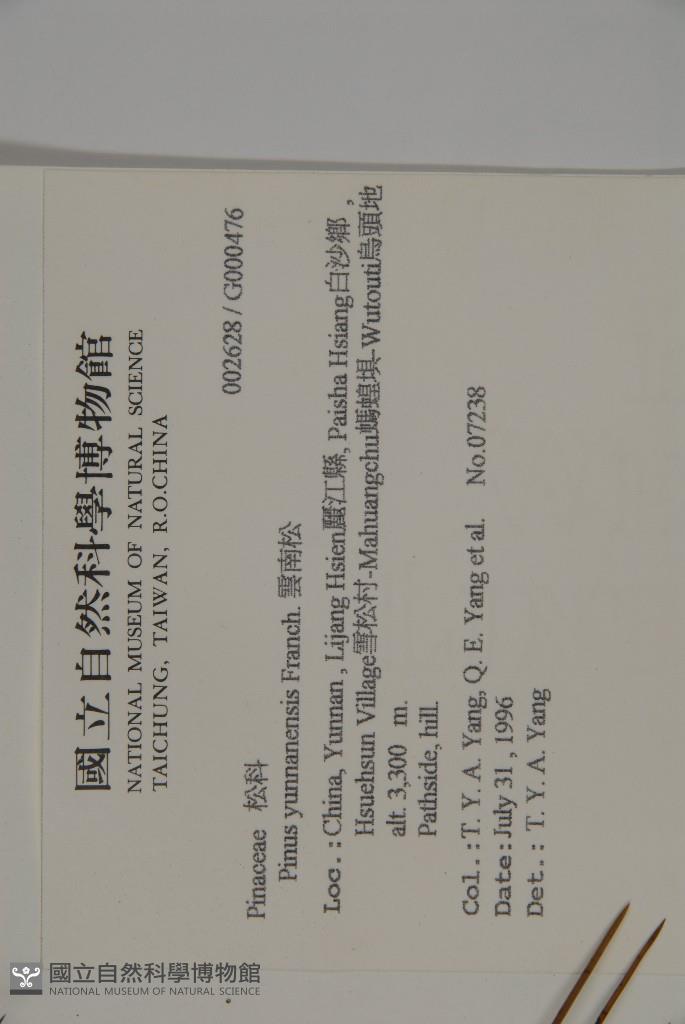 國立自然科學博物館
NATIONAL MUSEUM OF NATURAL SCIENCE
TAICHUNG, TAIWAN, R.O.CHINA
002628 / G000476
Pinaceae 松科
Pinus yunnanensis Franch. 雲南松
Loc.:China, Yunnan , Lijang Hsien麗江縣, Paisha Hsiang白沙鄉 ,
Hsuehsun Village雪松村-Mahuangchu螞蝗埧-Wutouti烏頭地
alt. 3,300 m.
Pathside, hill.
Col.:T. Y. A. Yang, Q. E. Yang et al. No.07238
Date:July 31 , 1996
Det.: T. Y. A. Yang
國立自然科學博物館
NATIONAL MUSEUM OF NATURAL SCIENCE